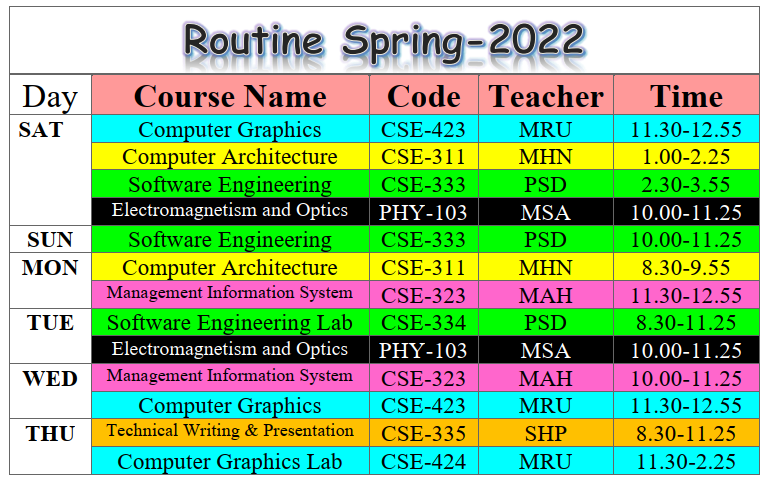 Routine Spring-2022
Day Course Name Code Teacher Time
SAT Computer Graphics CSE-423 MRU 11.30-12.55
Computer Architecture CSE-311 MHN 1.00-2.25
Software Engineering CSE-333 PSD 2.30-3.55
Electromagnetism and Optics PHY-103 MSA 10.00-11.25
SUN Software Engineering CSE-333 PSD 10.00-11.25
MON Computer Architecture CSE-311 MHN 8.30-9.55
Management Information System CSE-323 MAH 11.30-12.55
TUE Software Engineering Lab CSE-334 PSD 8.30-11.25
Electromagnetism and Optics PHY-103 MSA 10.00-11.25
WED Management Information System CSE-323 MAH 10.00-11.25
Computer Graphics CSE-423 MRU 11.30-12.55
THU Technical Writing & Presentation CSE-335 SHP 8.30-11.25
Computer Graphics Lab CSE-424 MRU 11.30-2.25